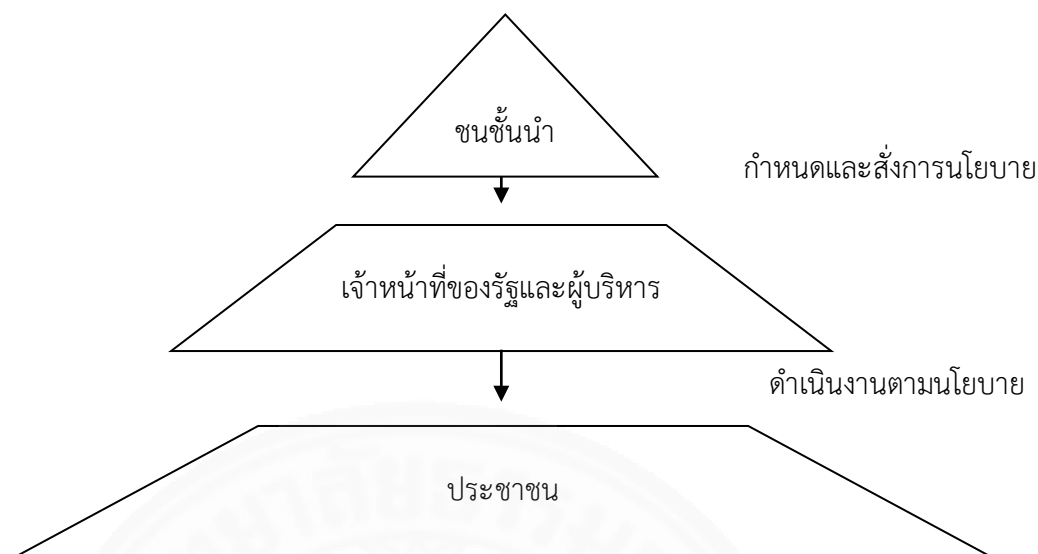 ชนชั้นนำ
กำหนดและสั่งการนโยบาย
เจ้าหน้าที่ของรัฐและผู้บริหาร
ดำเนินงานตามนโยบาย
ประชาชน